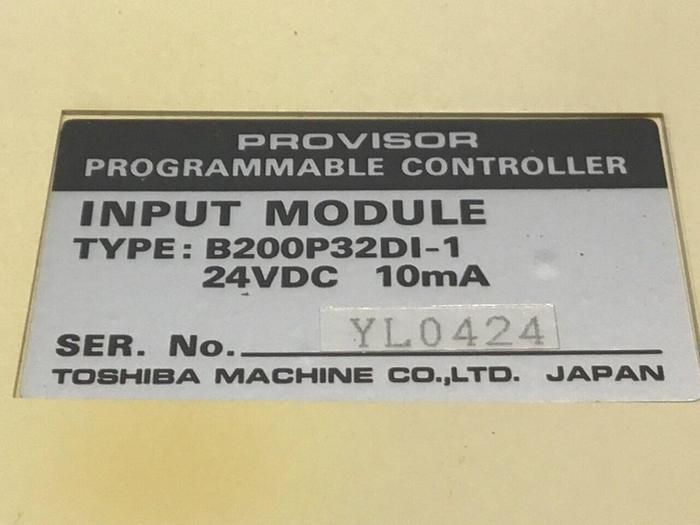 PROVISOR
PROGRAMMABLE CONTROLLER
INPUT MODULE
TYPE: B200P32DI-1
24VDC 10mA
SER. No. YL0424
TOSHIBA MACHINE CO.,LTD. JAPAN